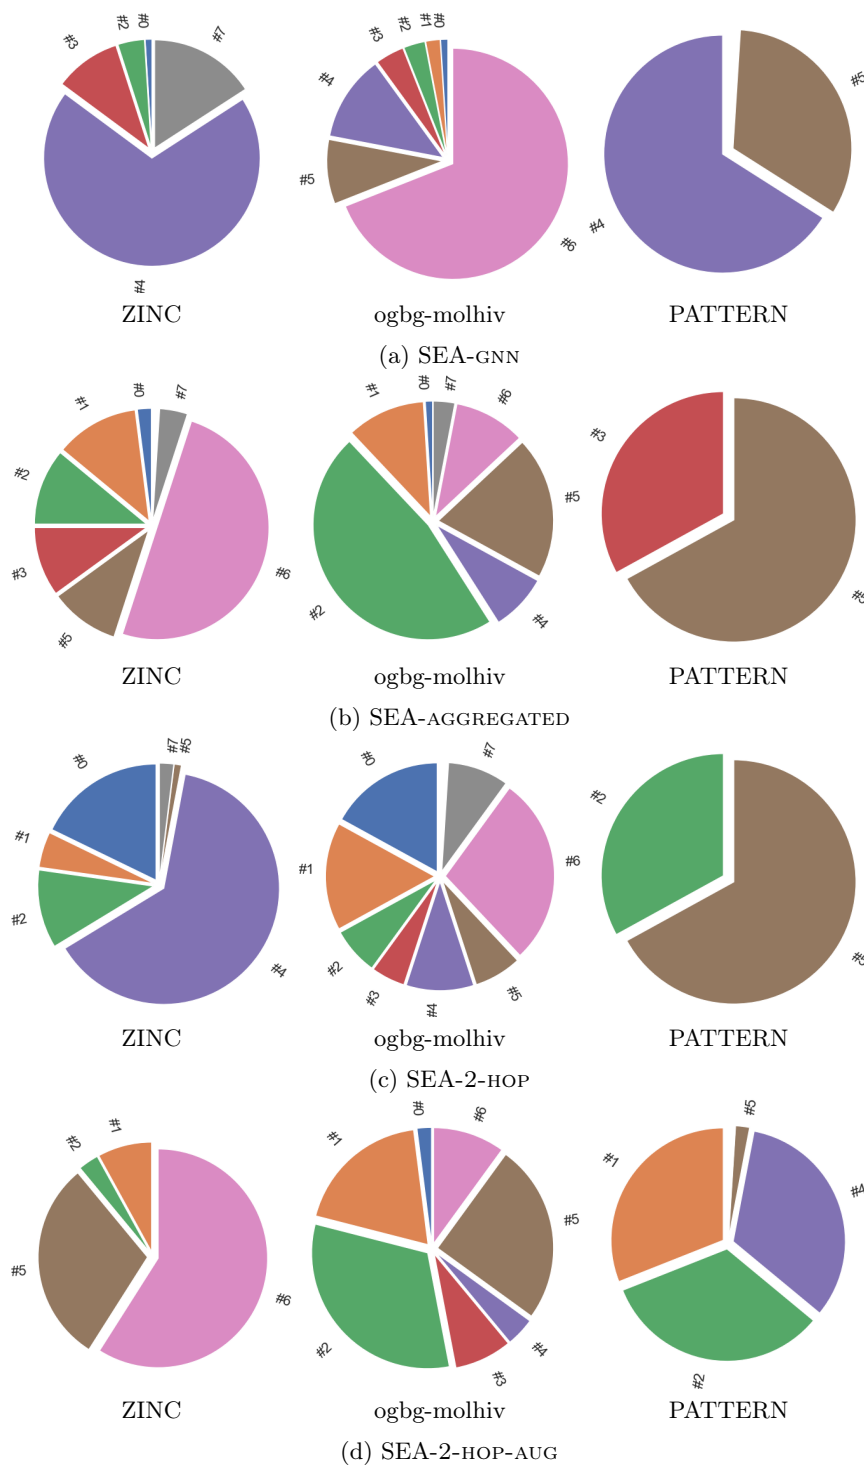 #0 #2 #3 #4 #7
#0 #1 #2 #3 #4 #5 #6
#4 #5
ZINC ogbg-molhiv PATTERN
(a) SEA-GNN
#0 #1 #2 #3 #5 #6 #7
#0 #1 #2 #4 #5 #6 #7
#3 #5
ZINC ogbg-molhiv PATTERN
(b) SEA-AGGREGATED
#0 #1 #2 #4 #5 #7
#0 #1 #2 #3 #4 #5 #6 #7
#2 #5
ZINC ogbg-molhiv PATTERN
(c) SEA-2-HOP
#1 #2 #5 #6
#0 #1 #2 #3 #4 #5 #6
#1 #2 #4 #5
ZINC ogbg-molhiv PATTERN
(d) SEA-2-HOP-AUG